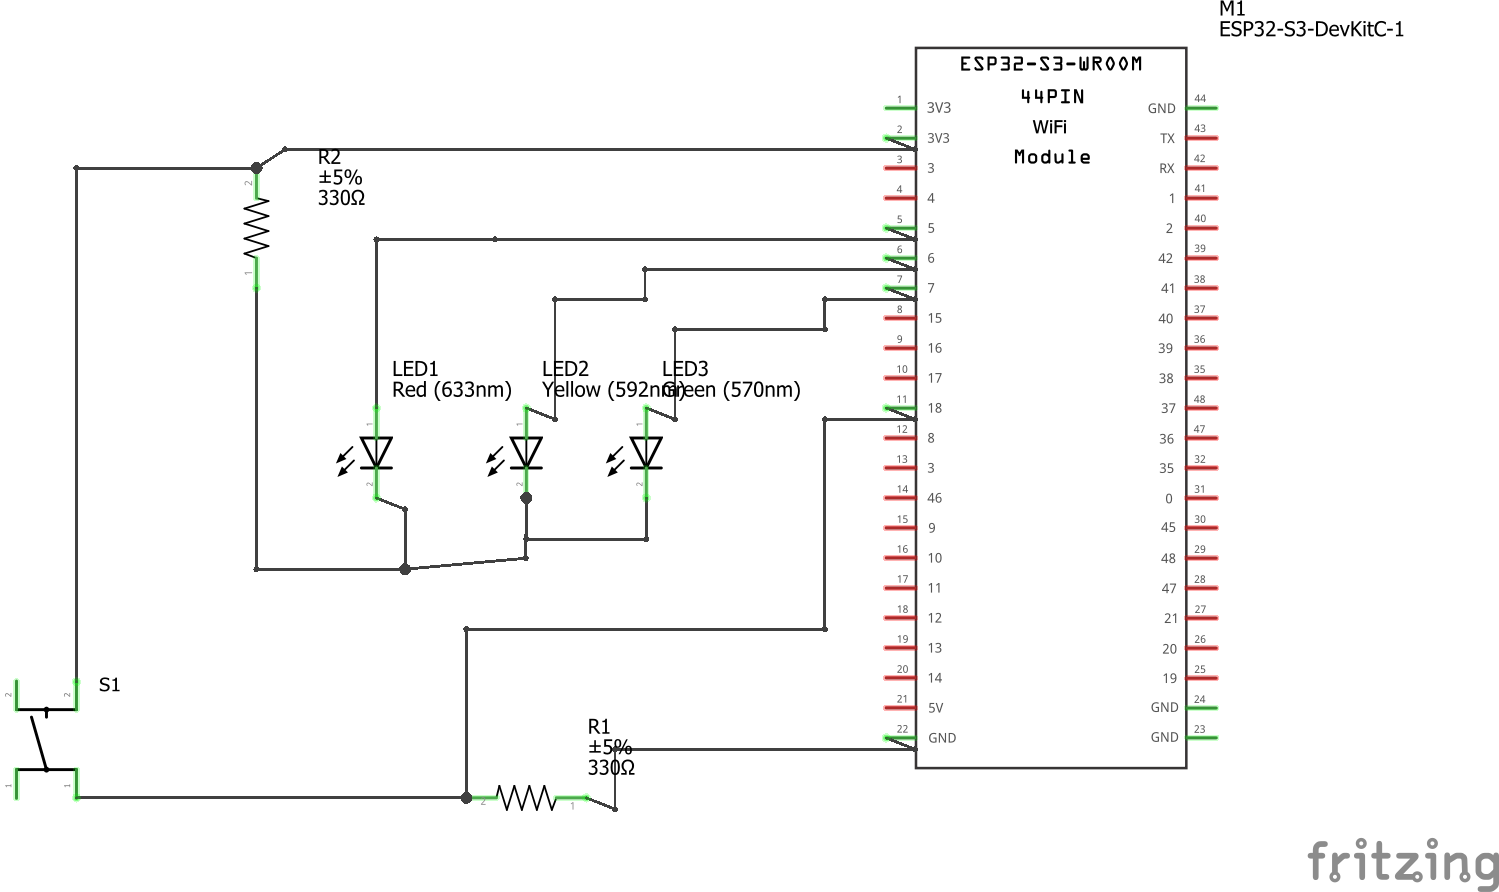 M1
ESP32-S3-DevKitC-1
ESP32-S3-WROOM
44PIN
WiFi
Module
1 3V3 GND 44
2 3V3 TX 43
3 3 RX 42
4 4 1 41
5 5 2 40
6 6 42 39
7 7 41 38
8 15 40 37
9 16 39 36
10 17 38 35
11 18 37 48
12 8 36 47
13 3 35 32
14 46 0 31
15 9 45 30
16 10 48 29
17 11 47 28
18 12 21 27
19 13 20 26
20 14 19 25
21 5V GND 24
22 GND GND 23
R2
±5%
330Ω
2
1
LED1
Red (633nm)
1
2
LED2
Yellow (592nm)
1
2
LED3
Green (570nm)
1
2
S1
2 2
1 1
R1
±5%
330Ω
2 1
fritzing